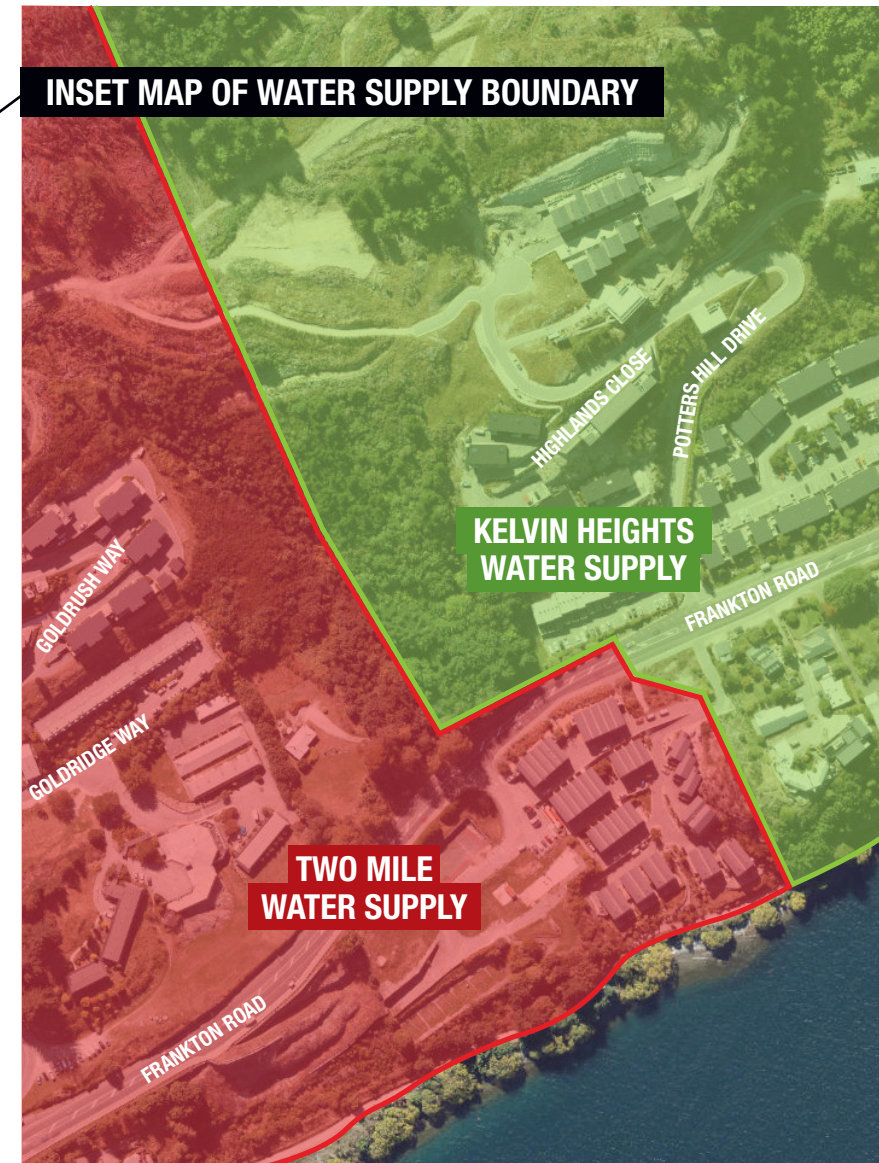 INSET MAP OF WATER SUPPLY BOUNDARY
HIGHLANDS CLOSE
POTTERS HILL DRIVE
KELVIN HEIGHTS
WATER SUPPLY
FRANKTON ROAD
GOLDRUSH WAY
GOLDRIDGE WAY
TWO MILE
WATER SUPPLY
FRANKTON ROAD